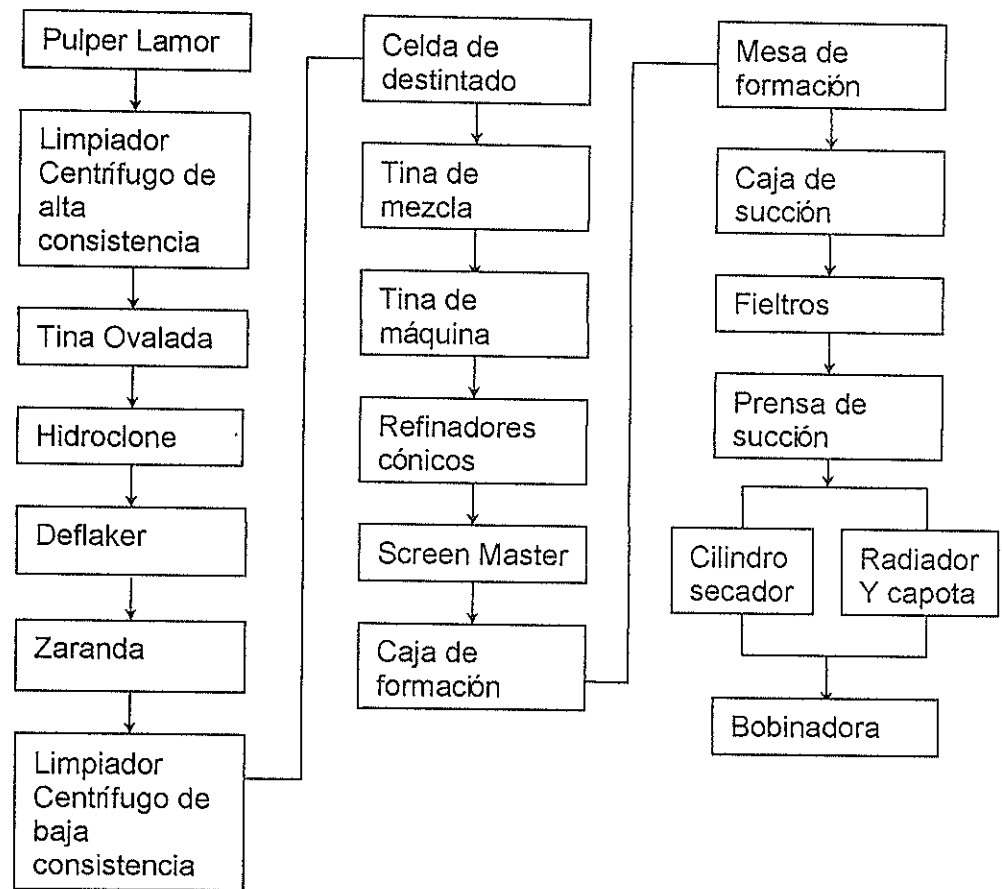 Pulper Lamor
Limpiador
Centrífugo de
alta
consistencia
Tina Ovalada
Hidroclone
Deflaker
Zaranda
Limpiador
Centrífugo de
baja
consistencia
Celda de
destintado
Tina de
mezcla
Tina de
máquina
Refinadores
cónicos
Screen Master
Caja de
formación
Mesa de
formación
Caja de
succión
Fieltros
Prensa de
succión
Cilindro
secador
Radiador
Y capota
Bobinadora